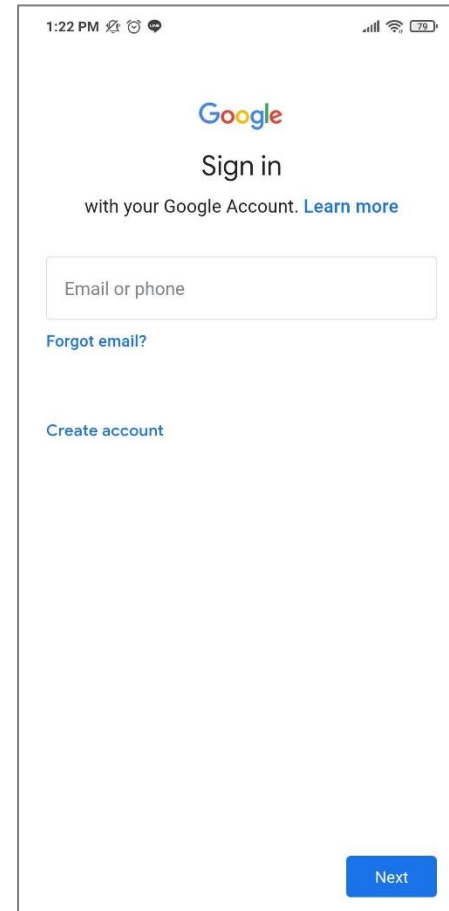 1:22 PM 79
Google
Sign in
with your Google Account. Learn more
Email or phone
Forgot email?
Create account
Next